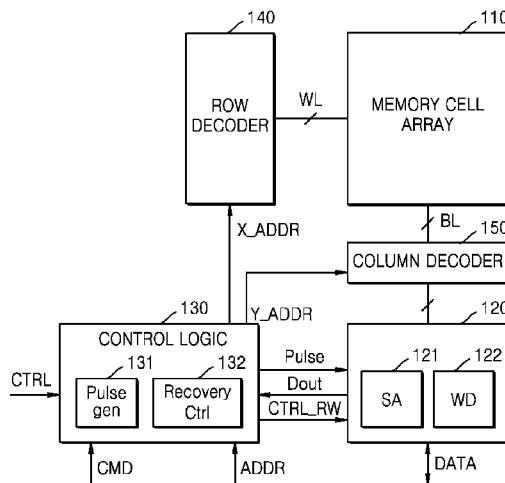 140
110
ROW
DECODER
WL
MEMORY CELL
ARRAY
X_ADDR
BL
150
COLUMN DECODER
130
Y_ADDR
120
CONTROL LOGIC
131
132
Pulse
121
122
CTRL
Pulse
gen
Recovery
Ctrl
Dout
SA
WD
CTRL_RW
CMD
ADDR
DATA